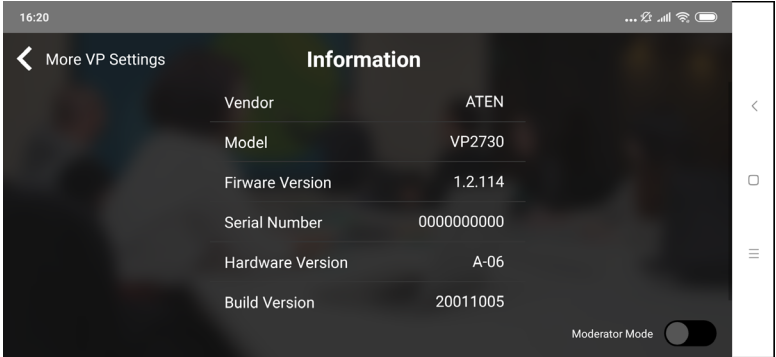 16:20
More VP Settings Information
Vendor ATEN
Model VP2730
Firware Version 1.2.114
Serial Number 0000000000
Hardware Version A-06
Build Version 20011005
Moderator Mode